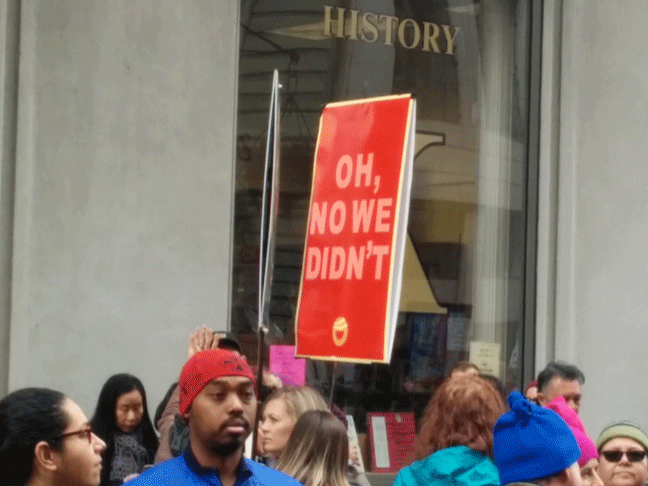 HISTORY
OH,
NO WE
DIDN'T